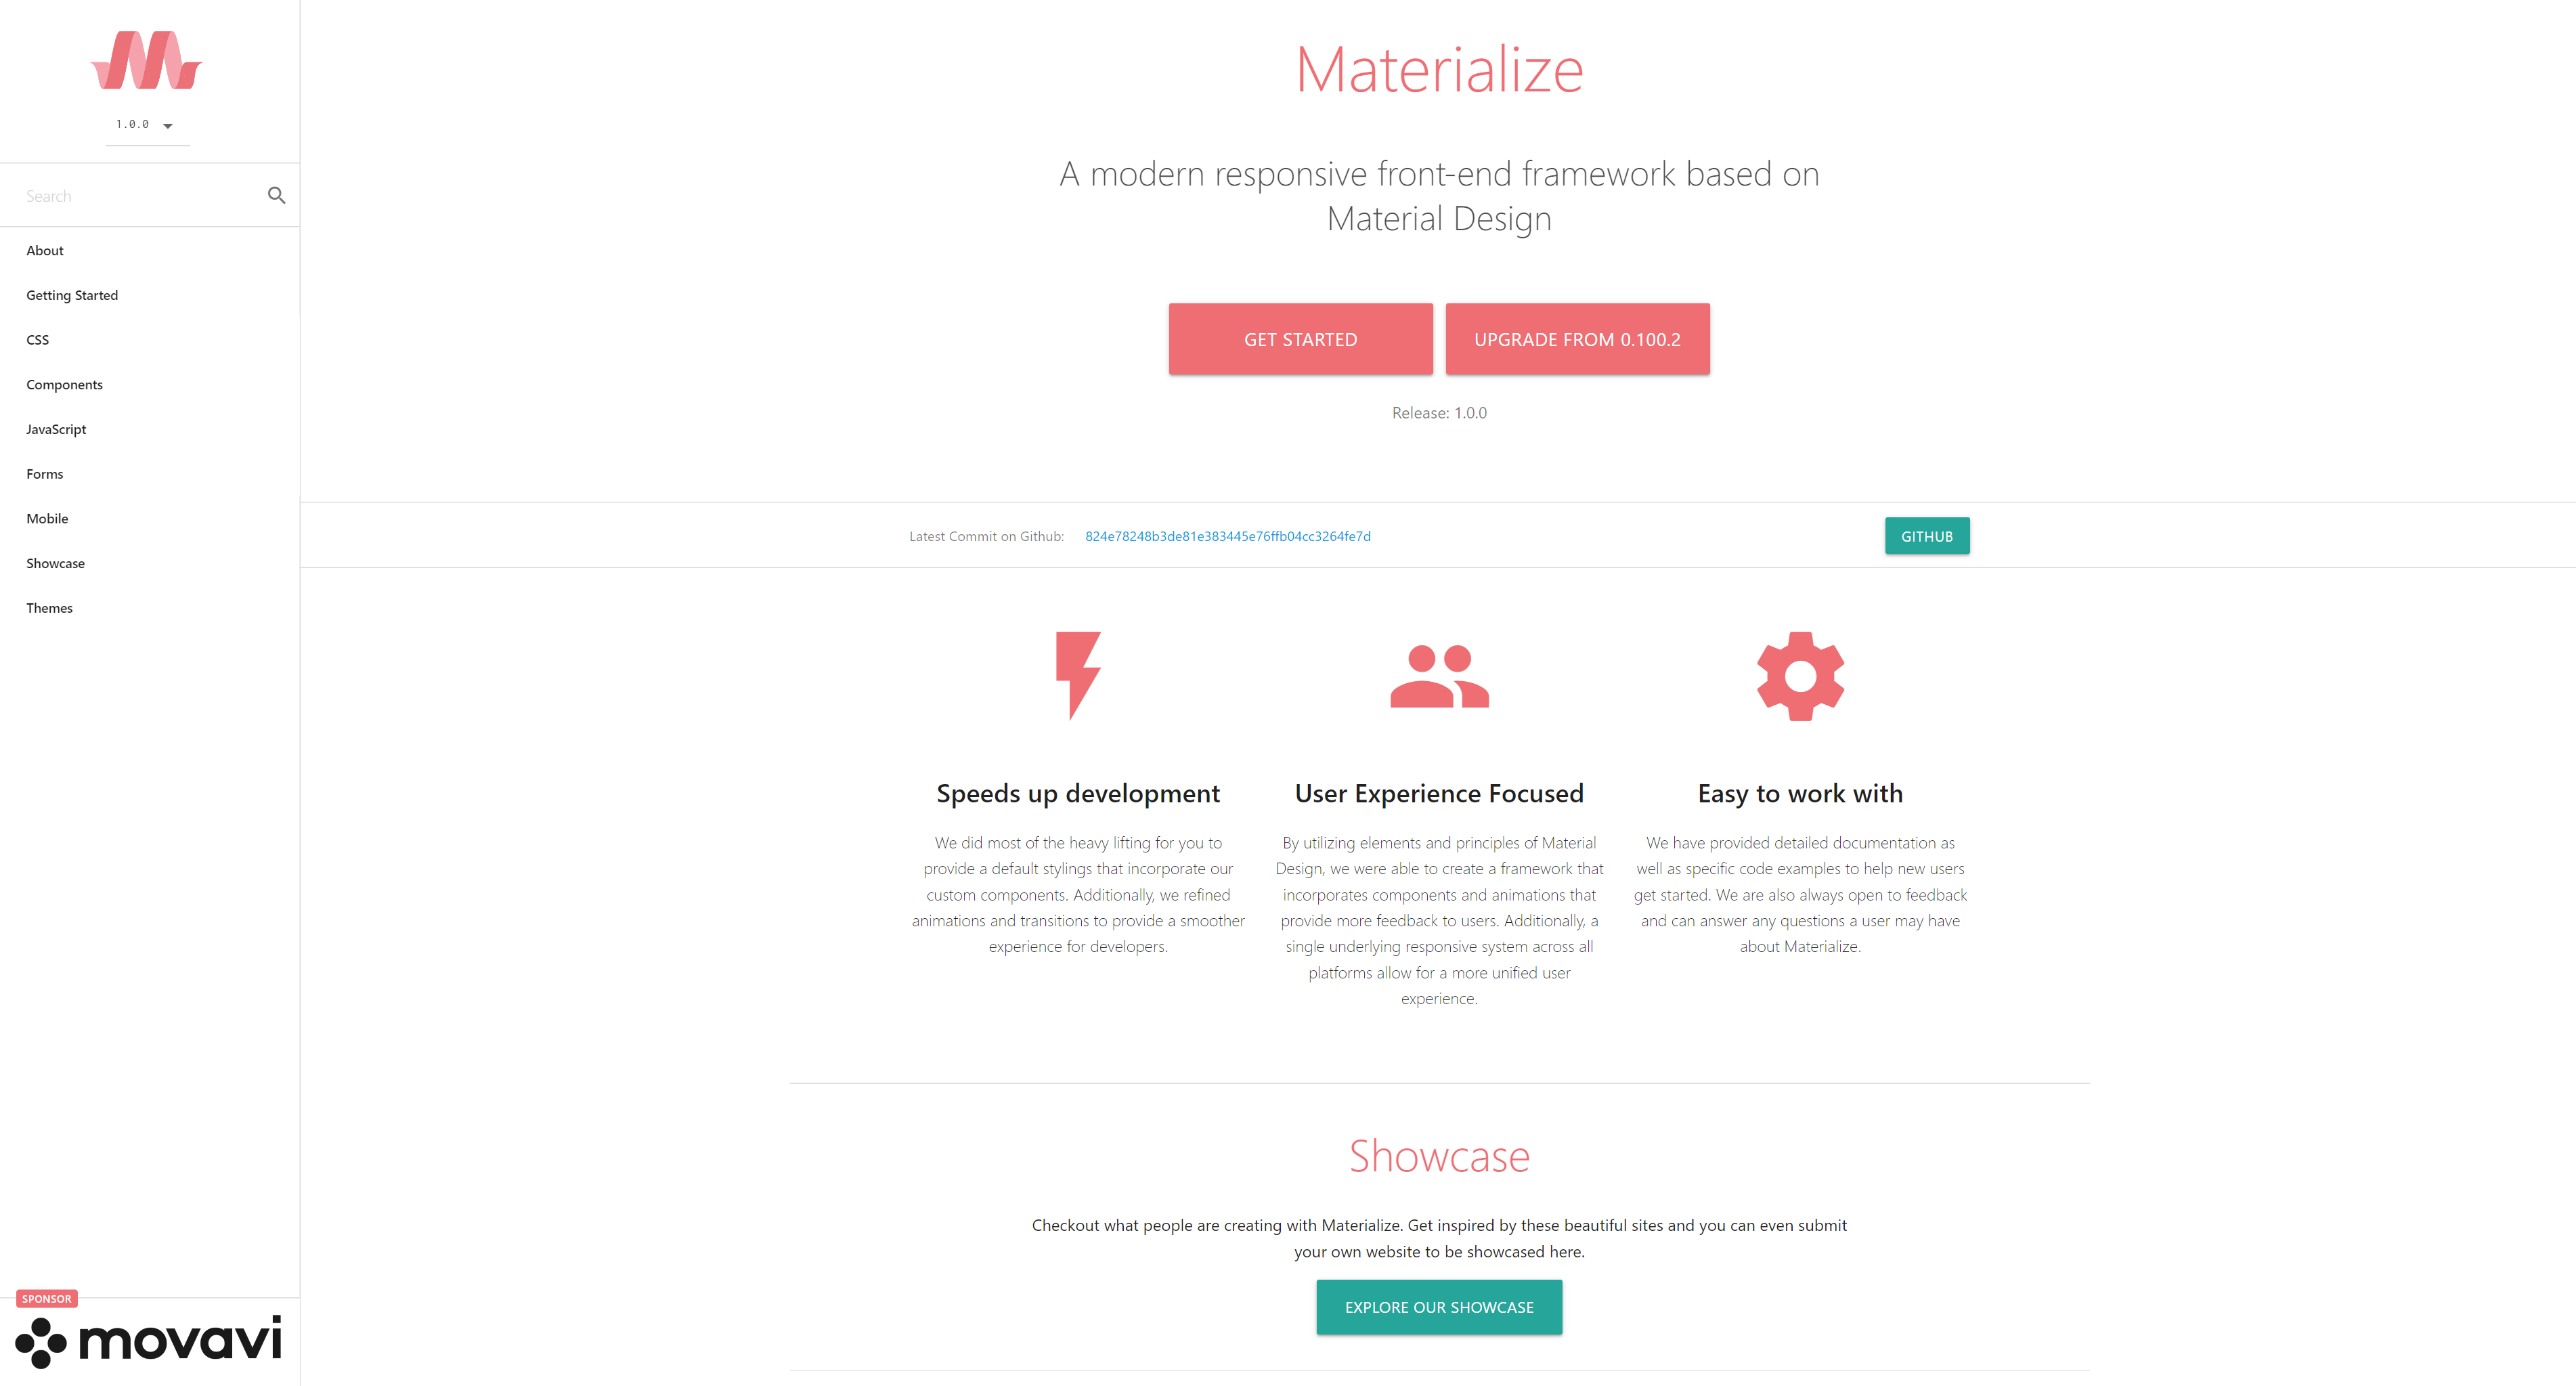 1.0.0
Search
About
Getting Started
CSS
Components
JavaScript
Forms
Mobile
Showcase
Themes
SPONSOR
movavi
Materialize
A modern responsive front-end framework based on
Material Design
GET STARTED
UPGRADE FROM 0.100.2
Release: 1.0.0
Latest Commit on Github: 824e78248b3de81e383445e76ffb04cc3264fe7d
GITHUB
Speeds up development
We did most of the heavy lifting for you to
provide a default stylings that incorporate our
custom components. Additionally, we refined
animations and transitions to provide a smoother
experience for developers.
User Experience Focused
By utilizing elements and principles of Material
Design, we were able to create a framework that
incorporates components and animations that
provide more feedback to users. Additionally, a
single underlying responsive system across all
platforms allow for a more unified user
experience.
Easy to work with
We have provided detailed documentation as
well as specific code examples to help new users
get started. We are also always open to feedback
and can answer any questions a user may have
about Materialize.
Showcase
Checkout what people are creating with Materialize. Get inspired by these beautiful sites and you can even submit
your own website to be showcased here.
EXPLORE OUR SHOWCASE